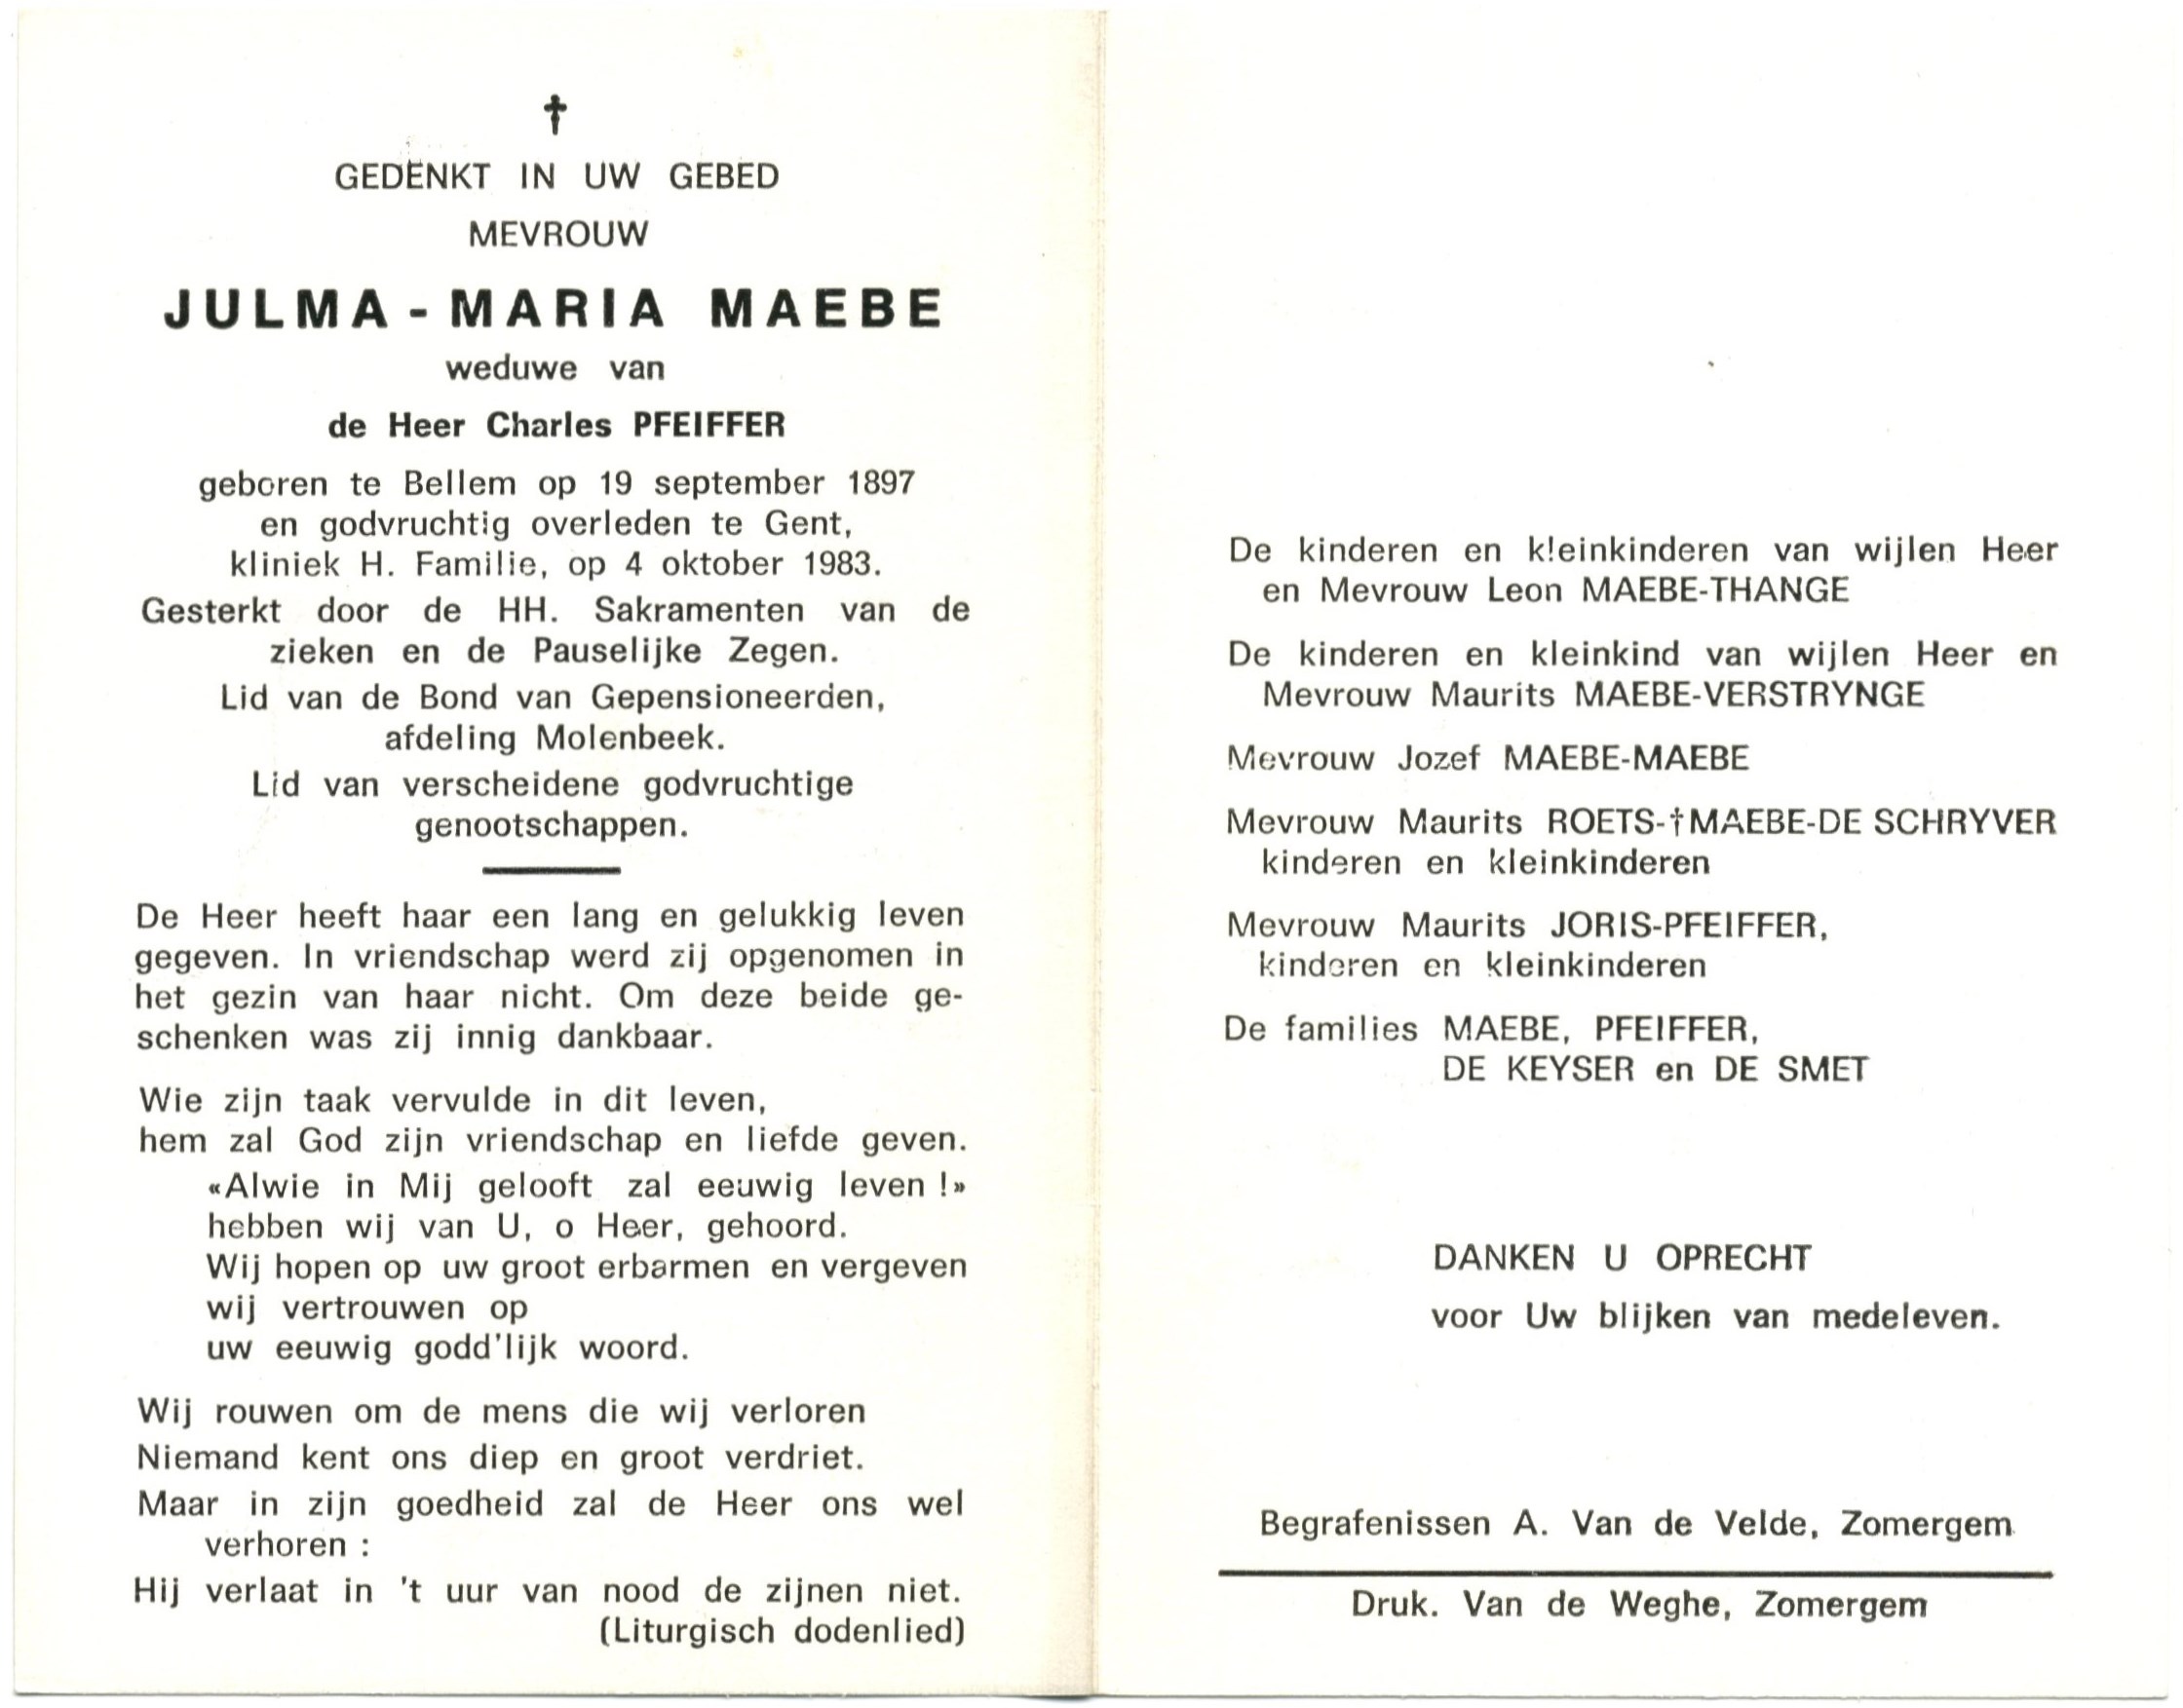 GEDENKT IN UW GEBED
MEVROUW
JULMA - MARIA MAEBE
weduwe van
de Heer Charles PFEIFFER
geboren te Bellem op 19 september 1897
en godvruchtig overleden te Gent,
kliniek H. Familie, op 4 oktober 1983.
Gesterkt door de HH. Sakramenten van de
zieken en de Pauselijke Zegen.
Lid van de Bond van Gepensioneerden,
afdeling Molenbeek.
Lid van verscheidene godvruchtige
genootschappen.
De Heer heeft haar een lang en gelukkig leven
gegeven. In vriendschap werd zij opgenomen in
het gezin van haar nicht. Om deze beide ge-
schenken was zij innig dankbaar.
Wie zijn taak vervulde in dit leven,
hem zal God zijn vriendschap en liefde geven.
«Alwie in Mij gelooft zal eeuwig leven !»
hebben wij van U, o Heer, gehoord.
Wij hopen op uw groot erbarmen en vergeven
wij vertrouwen op
uw eeuwig godd'lijk woord.
Wij rouwen om de mens die wij verloren
Niemand kent ons diep en groot verdriet.
Maar in zijn goedheid zal de Heer ons wel
verhoren :
Hij verlaat in 't uur van nood de zijnen niet.
(Liturgisch dodenlied)
De kinderen en kleinkinderen van wijlen Heer
en Mevrouw Leon MAEBE-THANGE
De kinderen en kleinkind van wijlen Heer en
Mevrouw Maurits MAEBE-VERSTRYNGE
Mevrouw Jozef MAEBE-MAEBE
Mevrouw Maurits ROETS-†MAEBE-DE SCHRYVER
kinderen en kleinkinderen
Mevrouw Maurits JORIS-PFEIFFER,
kinderen en kleinkinderen
De families MAEBE, PFEIFFER,
DE KEYSER en DE SMET
DANKEN U OPRECHT
voor Uw blijken van medeleven.
Begrafenissen A. Van de Velde, Zomergem
Druk. Van de Weghe, Zomergem